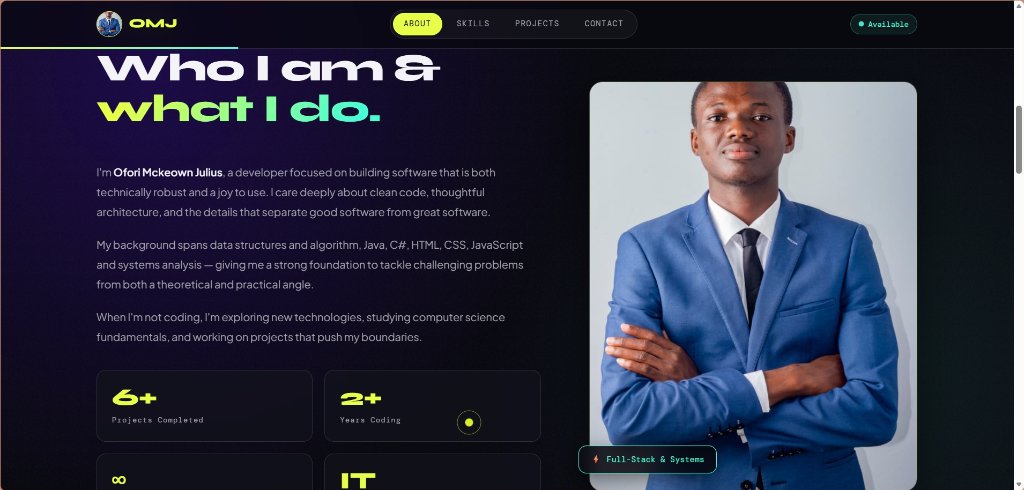 OMJ
ABOUT
SKILLS
PROJECTS
CONTACT
Available
Who I am &
what I do.
I'm Ofori Mckeown Julius, a developer focused on building software that is both
technically robust and a joy to use. I care deeply about clean code, thoughtful
architecture, and the details that separate good software from great software.
My background spans data structures and algorithm, Java, C#, HTML, CSS, JavaScript
and systems analysis — giving me a strong foundation to tackle challenging problems
from both a theoretical and practical angle.
When I'm not coding, I'm exploring new technologies, studying computer science
fundamentals, and working on projects that push my boundaries.
6+
Projects Completed
2+
Years Coding
∞
IT
Full-Stack & Systems